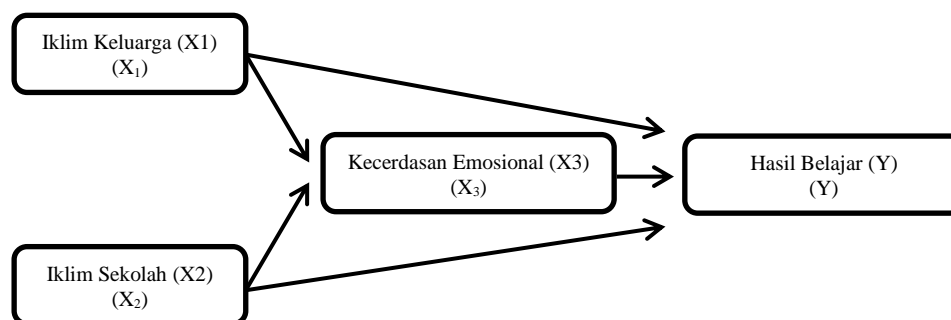 Iklim Keluarga (X1)
(X₁)
Kecerdasan Emosional (X3)
(X₃)
Hasil Belajar (Y)
(Y)
Iklim Sekolah (X2)
(X₂)